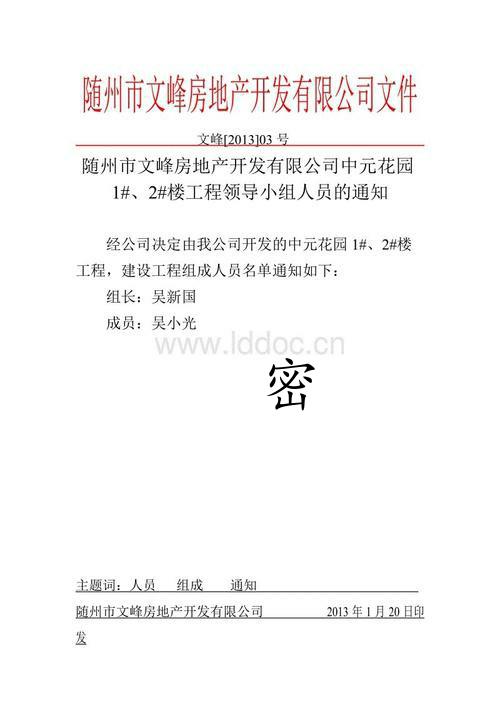 随州市文峰房地产开发有限公司文件
文峰[2013]03 号
随州市文峰房地产开发有限公司中元花园
1#、2#楼工程领导小组人员的通知
经公司决定由我公司开发的中元花园 1#、2#楼
工程，建设工程组成人员名单通知如下：
组长：吴新国
成员：吴小光
www.lddoc.cn
密
主题词：人员 组成 通知
随州市文峰房地产开发有限公司 2013 年 1 月 20 日印
发